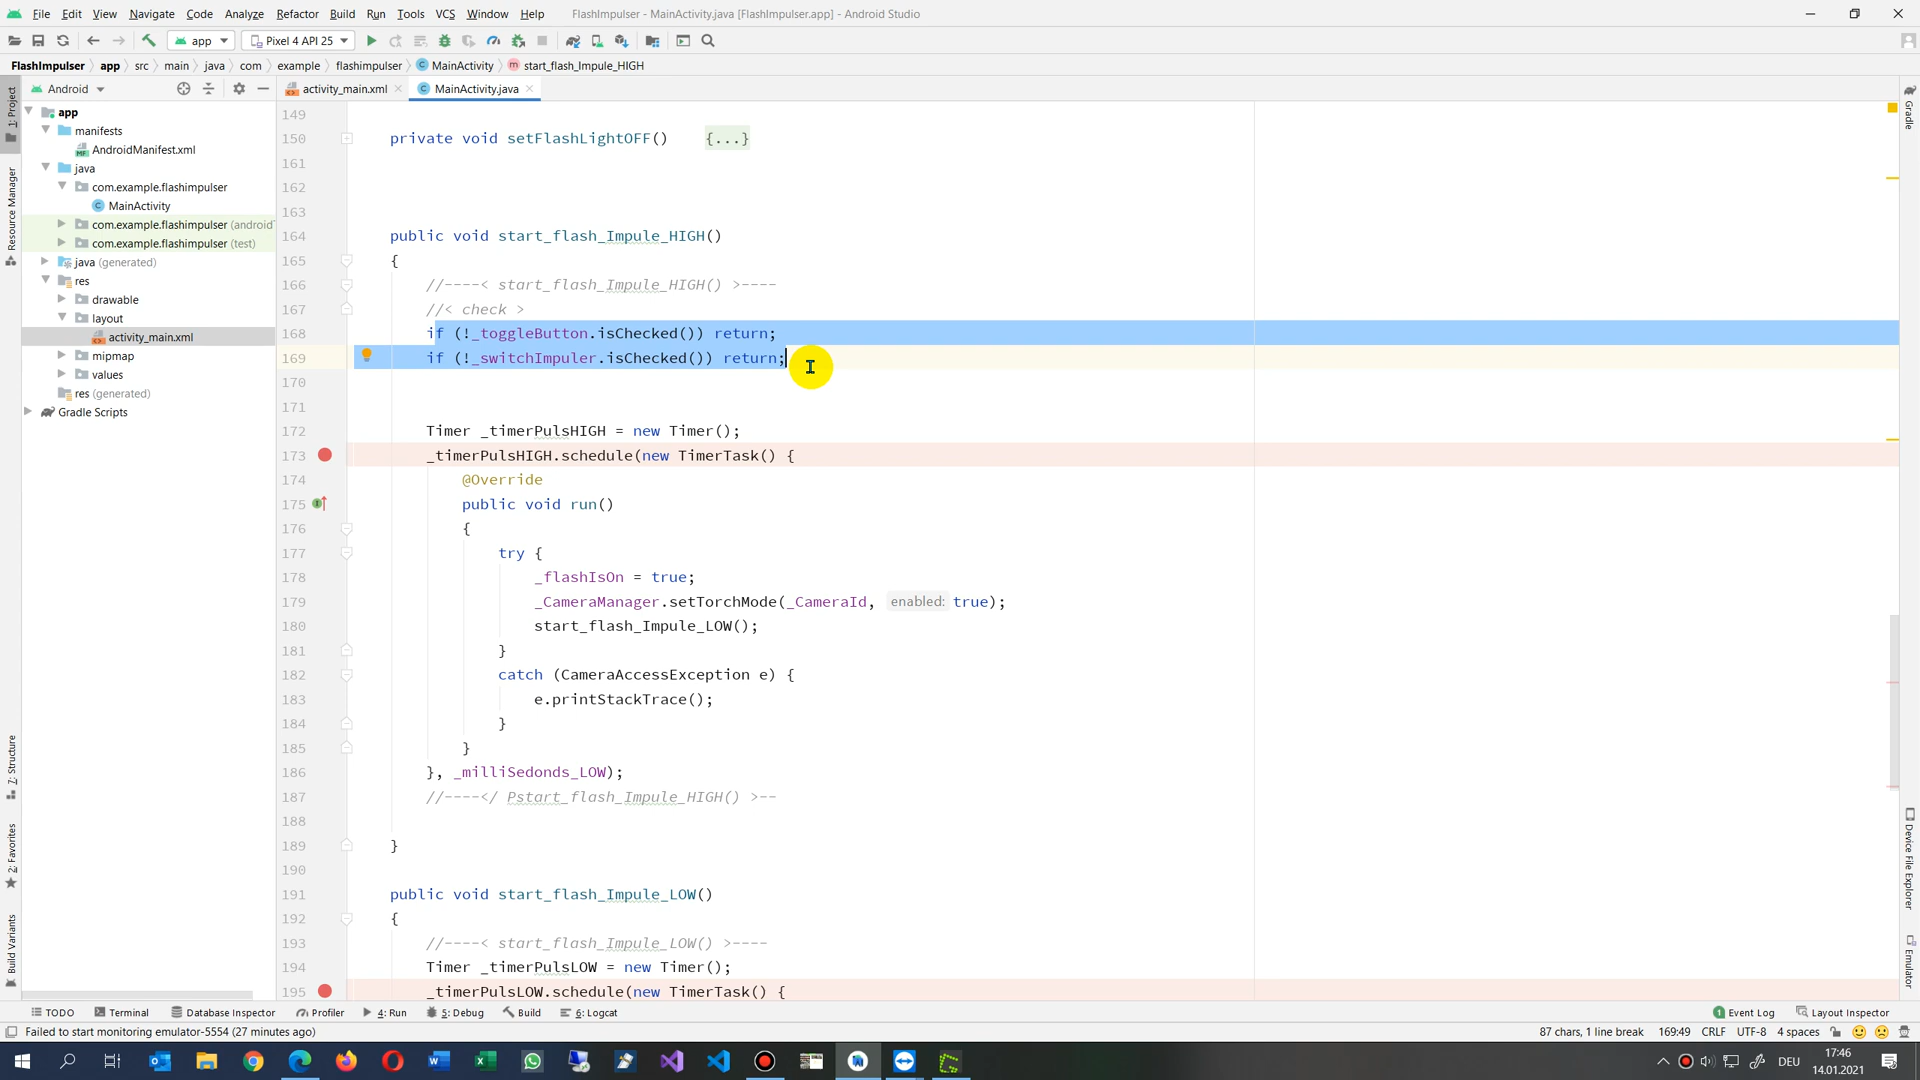 File Edit View Navigate Code Analyze Refactor Build Run Tools VCS Window Help FlashImpulser - MainActivity.java [FlashImpulser.app] - Android Studio
app Pixel 4 API 25
FlashImpulser app src main java com example flashimpulser MainActivity start_flash_Impule_HIGH
Android activity_main.xml MainActivity.java
1: Project
Resource Manager
7: Structure
2: Favorites
Build Variants
app
manifests
AndroidManifest.xml
java
com.example.flashimpulser
MainActivity
com.example.flashimpulser (android
com.example.flashimpulser (test)
java (generated)
res
drawable
layout
activity_main.xml
mipmap
values
res (generated)
Gradle Scripts
149
150 private void setFlashLightOFF() {...}
161
162
163
164 public void start_flash_Impule_HIGH()
165 {
166 //----< start_flash_Impule_HIGH() >----
167 //< check >
168 if (!_toggleButton.isChecked()) return;
169 if (!_switchImpuler.isChecked()) return;
170
171
172 Timer _timerPulsHIGH = new Timer();
173 _timerPulsHIGH.schedule(new TimerTask() {
174 @Override
175 public void run()
176 {
177 try {
178 _flashIsOn = true;
179 _CameraManager.setTorchMode(_CameraId, enabled: true);
180 start_flash_Impule_LOW();
181 }
182 catch (CameraAccessException e) {
183 e.printStackTrace();
184 }
185 }
186 }, _milliSedonds_LOW);
187 //----</ Pstart_flash_Impule_HIGH() >--
188
189 }
190
191 public void start_flash_Impule_LOW()
192 {
193 //----< start_flash_Impule_LOW() >----
194 Timer _timerPulsLOW = new Timer();
195 _timerPulsLOW.schedule(new TimerTask() {
Gradle
Device File Explorer
Emulator
TODO Terminal Database Inspector Profiler 4: Run 5: Debug Build 6: Logcat 1 Event Log Layout Inspector
Failed to start monitoring emulator-5554 (27 minutes ago) 87 chars, 1 line break 169:49 CRLF UTF-8 4 spaces
DEU 17:46
14.01.2021